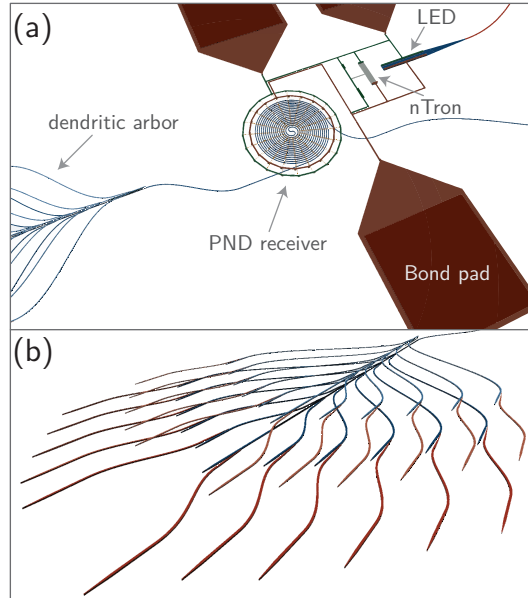 (a)
LED
nTron
dendritic arbor
PND receiver
Bond pad
(b)